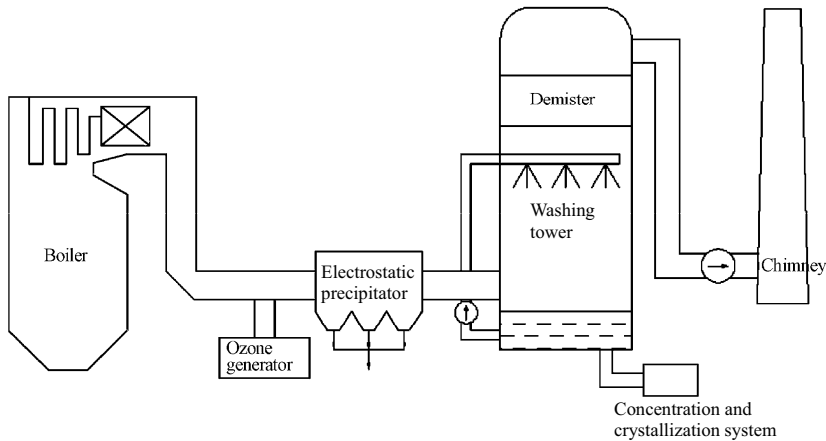 Demister
Washing
tower
Boiler
Electrostatic
precipitator
Chimney
Ozone
generator
Concentration and
crystallization system